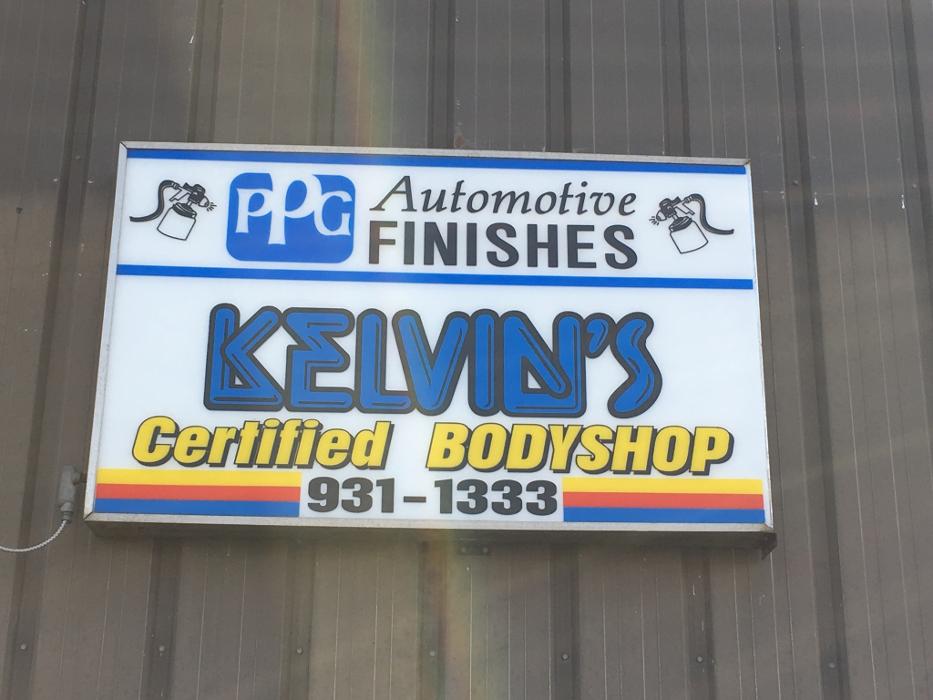 PPG Automotive
FINISHES
KELVIN'S
Certified BODYSHOP
931-1333